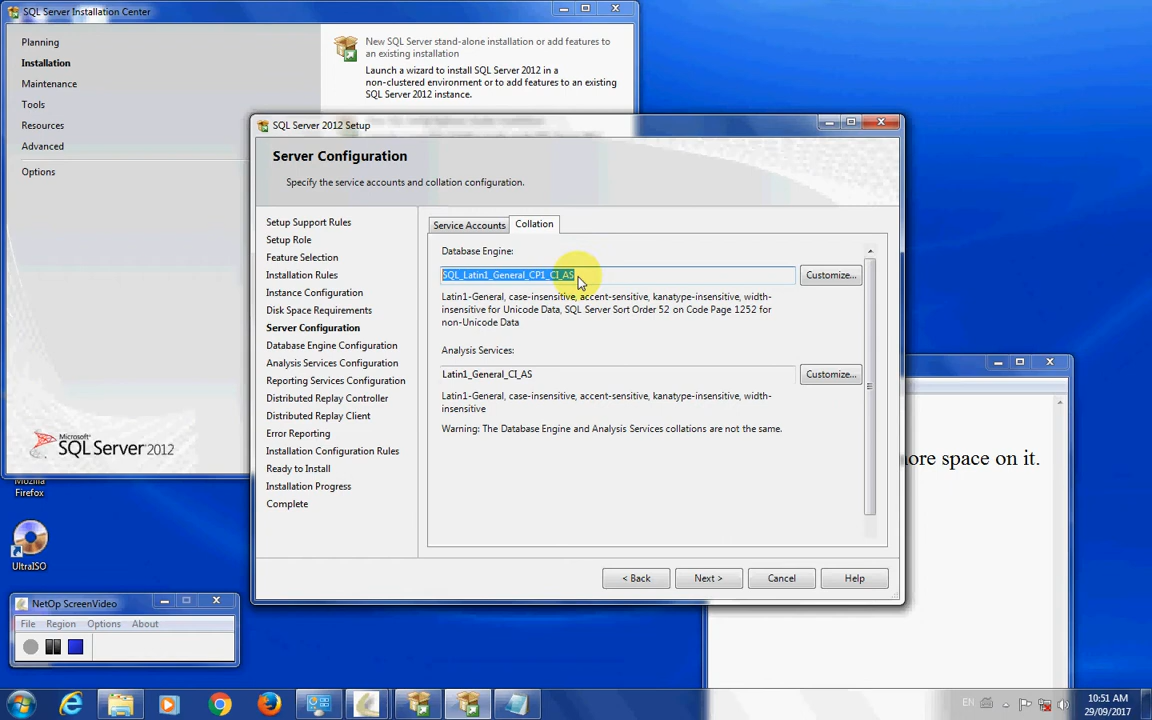 SQL Server Installation Center
Planning
Installation
Maintenance
Tools
Resources
Advanced
Options
Microsoft®
SQL Server® 2012
New SQL Server stand-alone installation or add features to
an existing installation
Launch a wizard to install SQL Server 2012 in a
non-clustered environment or to add features to an existing
SQL Server 2012 instance.
SQL Server 2012 Setup
Server Configuration
Specify the service accounts and collation configuration.
Setup Support Rules
Setup Role
Feature Selection
Installation Rules
Instance Configuration
Disk Space Requirements
Server Configuration
Database Engine Configuration
Analysis Services Configuration
Reporting Services Configuration
Distributed Replay Controller
Distributed Replay Client
Error Reporting
Installation Configuration Rules
Ready to Install
Installation Progress
Complete
Service Accounts Collation
Database Engine:
SQL_Latin1_General_CP1_CI_AS Customize...
Latin1-General, case-insensitive, accent-sensitive, kanatype-insensitive, width-
insensitive for Unicode Data, SQL Server Sort Order 52 on Code Page 1252 for
non-Unicode Data
Analysis Services:
Latin1_General_CI_AS Customize...
Latin1-General, case-insensitive, accent-sensitive, kanatype-insensitive, width-
insensitive
Warning: The Database Engine and Analysis Services collations are not the same.
< Back Next > Cancel Help
space on it.
Mozilla
Firefox
UltraISO
NetOp ScreenVideo
File Region Options About
EN
10:51 AM
29/09/2017